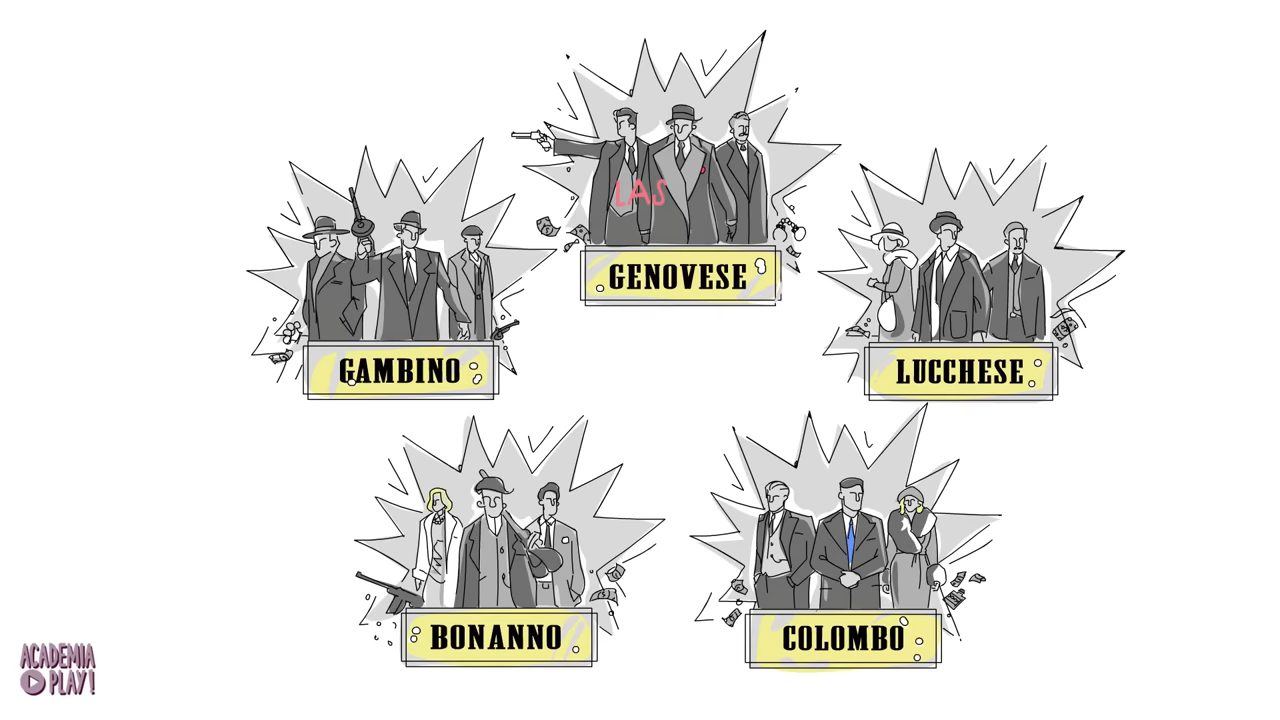 LAS
GENOVESE
GAMBINO
LUCCHESE
BONANNO
COLOMBO
ACADEMIA
PLAY!